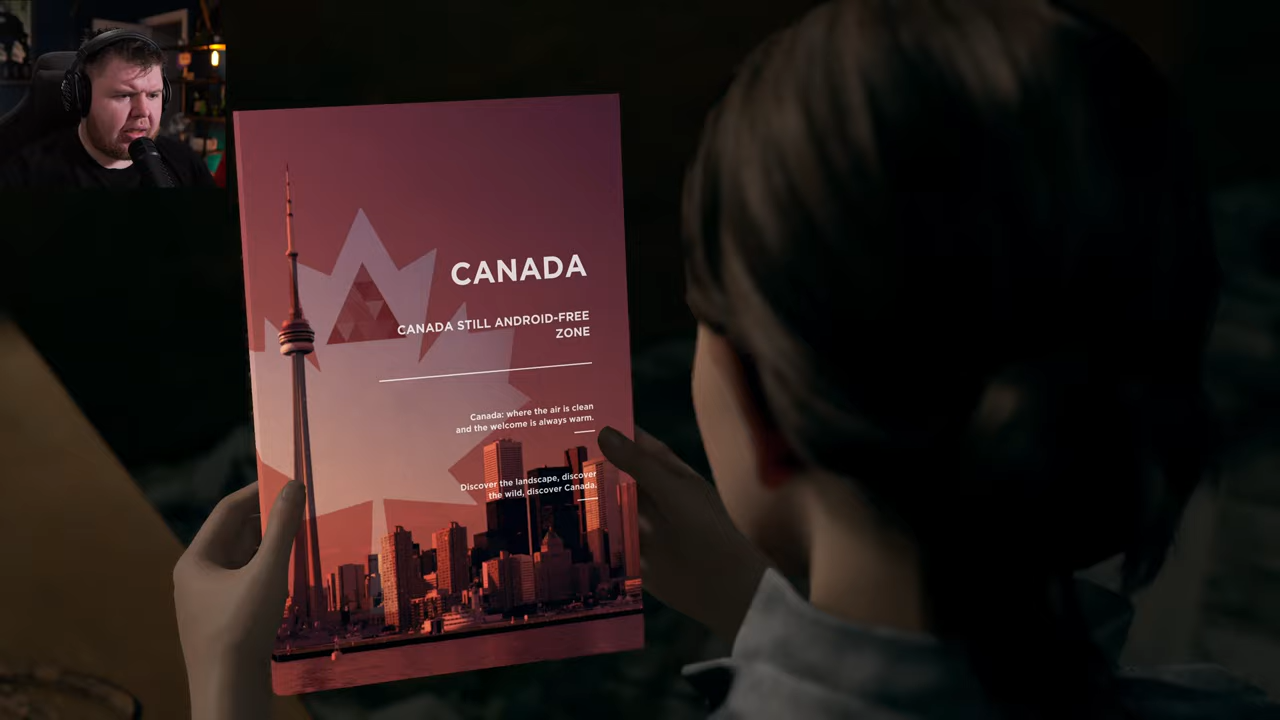 CANADA
CANADA STILL ANDROID-FREE
ZONE
Canada: where the air is clean
and the welcome is always warm.
Discover the landscape, discover
the wild, discover Canada.